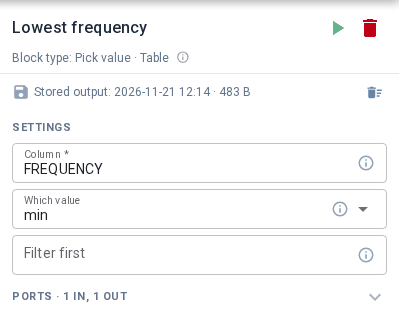 Lowest frequency
Block type: Pick value · Table
Stored output: 2026-11-21 12:14 · 483 B
SETTINGS
Column *
FREQUENCY
Which value
min
Filter first
PORTS · 1 IN, 1 OUT